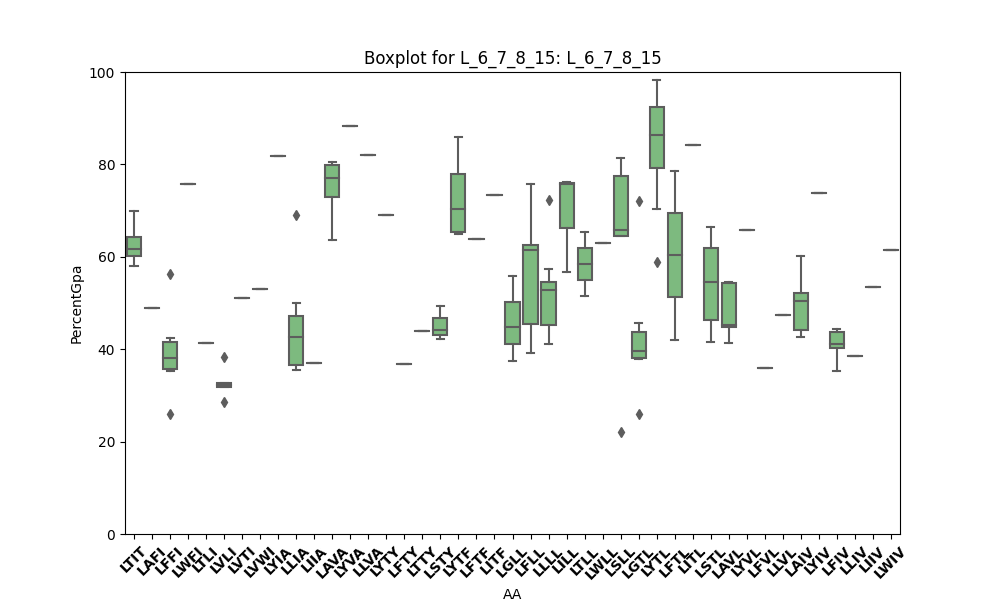 Boxplot for L_6_7_8_15: L_6_7_8_15
100
80
60
40
20
0
PercentGpa
LTIT LAFI LFFI LWFI LTLI LVLI LVTI LVWI LYIA LLIA LIIA LAVA LYVA LLVA LYTY LFTY LTTY LSTY LYTF LFTF LITF LGLL LFLL LLLL LILL LTLL LWLL LSLL LGTL LYTL LFTL LITL LSTL LAVL LYVL LFVL LLVL LAIV LYIV LFIV LLIV LIIV LWIV
AA